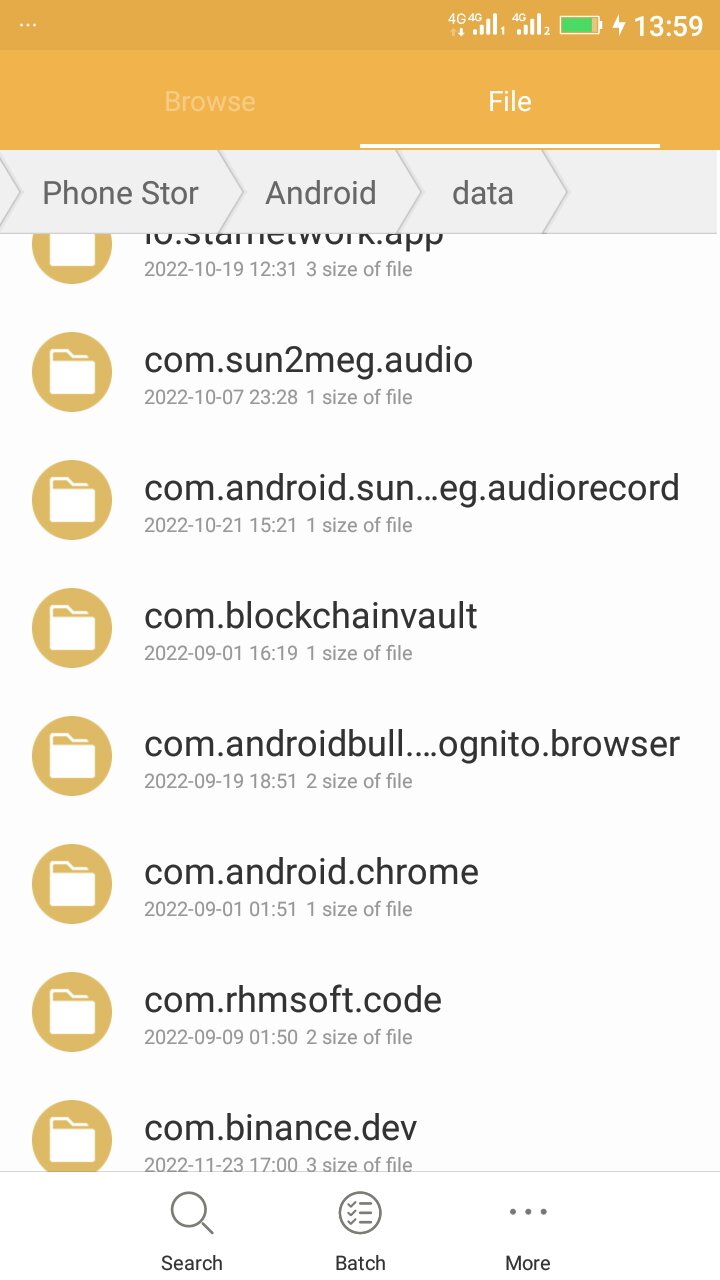 ...
4G 4G 1 4G 2 13:59
Browse File
Phone Stor Android data
io.starnetwork.app
2022-10-19 12:31 3 size of file
com.sun2meg.audio
2022-10-07 23:28 1 size of file
com.android.sun...eg.audiorecord
2022-10-21 15:21 1 size of file
com.blockchainvault
2022-09-01 16:19 1 size of file
com.androidbull....ognito.browser
2022-09-19 18:51 2 size of file
com.android.chrome
2022-09-01 01:51 1 size of file
com.rhmsoft.code
2022-09-09 01:50 2 size of file
com.binance.dev
2022-11-23 17:00 3 size of file
Search Batch More